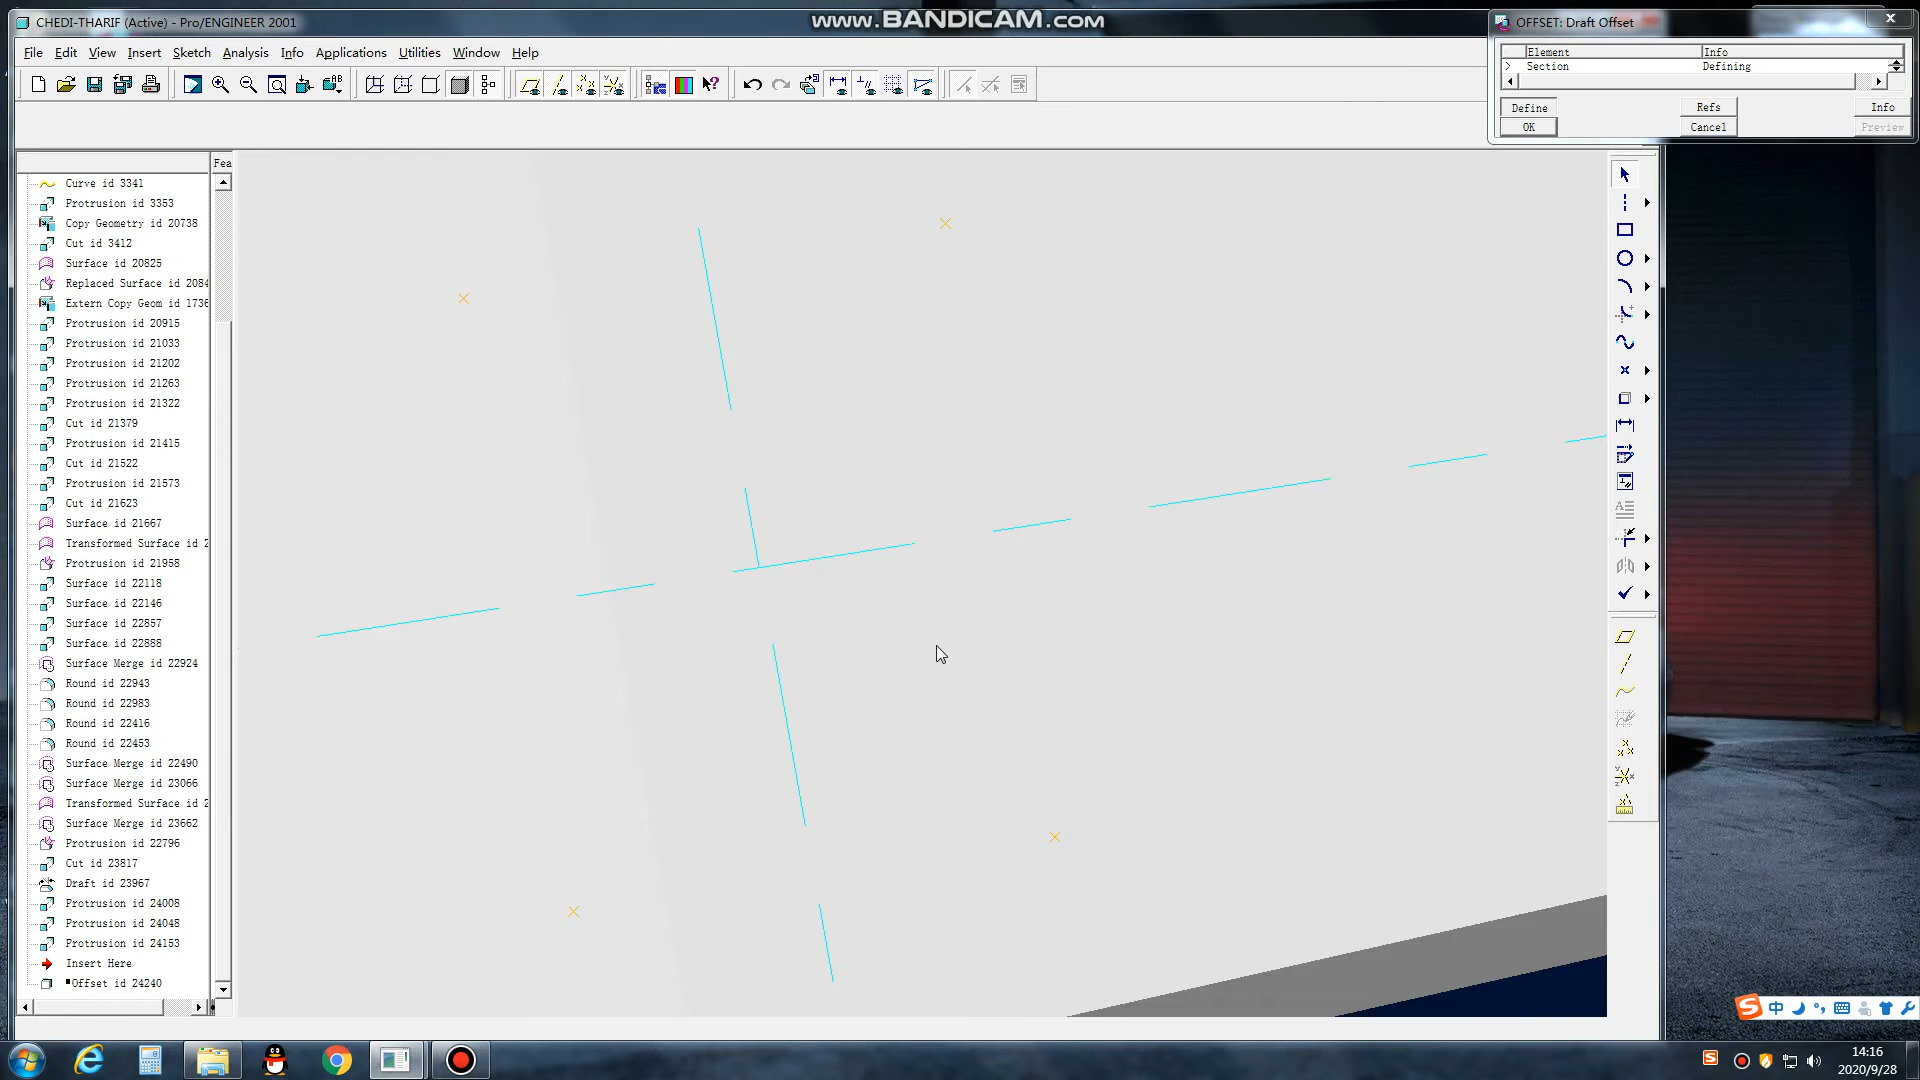 CHEDI-THARIF (Active) - Pro/ENGINEER 2001
www.BANDICAM.com
OFFSET: Draft Offset
File Edit View Insert Sketch Analysis Info Applications Utilities Window Help
Element Info
> Section Defining
Define Refs Info
OK Cancel Preview
Fea
Curve id 3341
Protrusion id 3353
Copy Geometry id 20738
Cut id 3412
Surface id 20825
Replaced Surface id 2084
Extern Copy Geom id 1736
Protrusion id 20915
Protrusion id 21033
Protrusion id 21202
Protrusion id 21263
Protrusion id 21322
Cut id 21379
Protrusion id 21415
Cut id 21522
Protrusion id 21573
Cut id 21623
Surface id 21667
Transformed Surface id 2
Protrusion id 21958
Surface id 22118
Surface id 22146
Surface id 22857
Surface id 22888
Surface Merge id 22924
Round id 22943
Round id 22983
Round id 22416
Round id 22453
Surface Merge id 22490
Surface Merge id 23066
Transformed Surface id 2
Surface Merge id 23662
Protrusion id 22796
Cut id 23817
Draft id 23967
Protrusion id 24008
Protrusion id 24048
Protrusion id 24153
Insert Here
Offset id 24240
中
14:16
2020/9/28